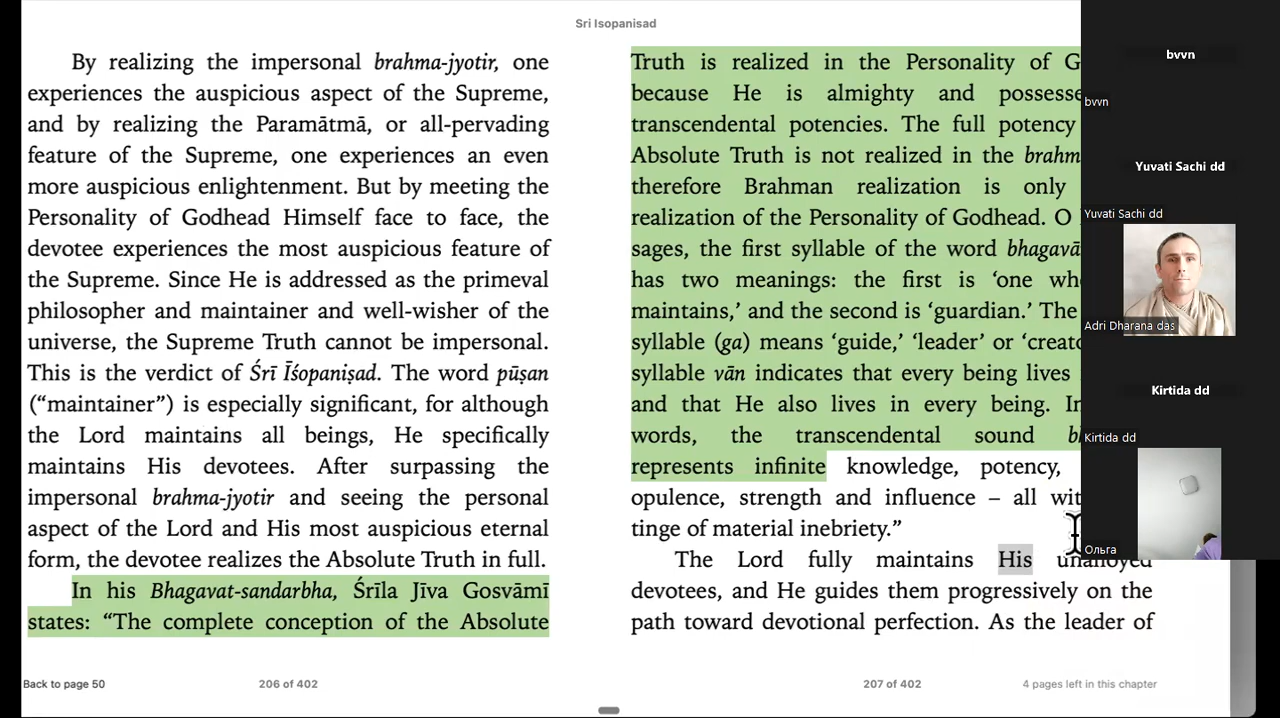 Sri Isopanisad
By realizing the impersonal brahma-jyotir, one
experiences the auspicious aspect of the Supreme,
and by realizing the Paramātmā, or all-pervading
feature of the Supreme, one experiences an even
more auspicious enlightenment. But by meeting the
Personality of Godhead Himself face to face, the
devotee experiences the most auspicious feature of
the Supreme. Since He is addressed as the primeval
philosopher and maintainer and well-wisher of the
universe, the Supreme Truth cannot be impersonal.
This is the verdict of Śrī Īśopaniṣad. The word pūṣan
(“maintainer”) is especially significant, for although
the Lord maintains all beings, He specifically
maintains His devotees. After surpassing the
impersonal brahma-jyotir and seeing the personal
aspect of the Lord and His most auspicious eternal
form, the devotee realizes the Absolute Truth in full.
In his Bhagavat-sandarbha, Śrīla Jīva Gosvāmī
states: “The complete conception of the Absolute
Truth is realized in the Personality of G
because He is almighty and possesse
transcendental potencies. The full potency
Absolute Truth is not realized in the brahm
therefore Brahman realization is only
realization of the Personality of Godhead. O
sages, the first syllable of the word bhagavā
has two meanings: the first is ‘one who
maintains,’ and the second is ‘guardian.’ The
syllable (ga) means ‘guide,’ ‘leader’ or ‘creato
syllable vān indicates that every being lives
and that He also lives in every being. In
words, the transcendental sound bh
represents infinite knowledge, potency,
opulence, strength and influence – all wit
tinge of material inebriety.”
The Lord fully maintains His unalloyed
devotees, and He guides them progressively on the
path toward devotional perfection. As the leader of
Back to page 50
206 of 402
207 of 402
4 pages left in this chapter
bvvn
bvvn
Yuvati Sachi dd
Yuvati Sachi dd
Adri Dharana das
Kirtida dd
Kirtida dd
Ольга